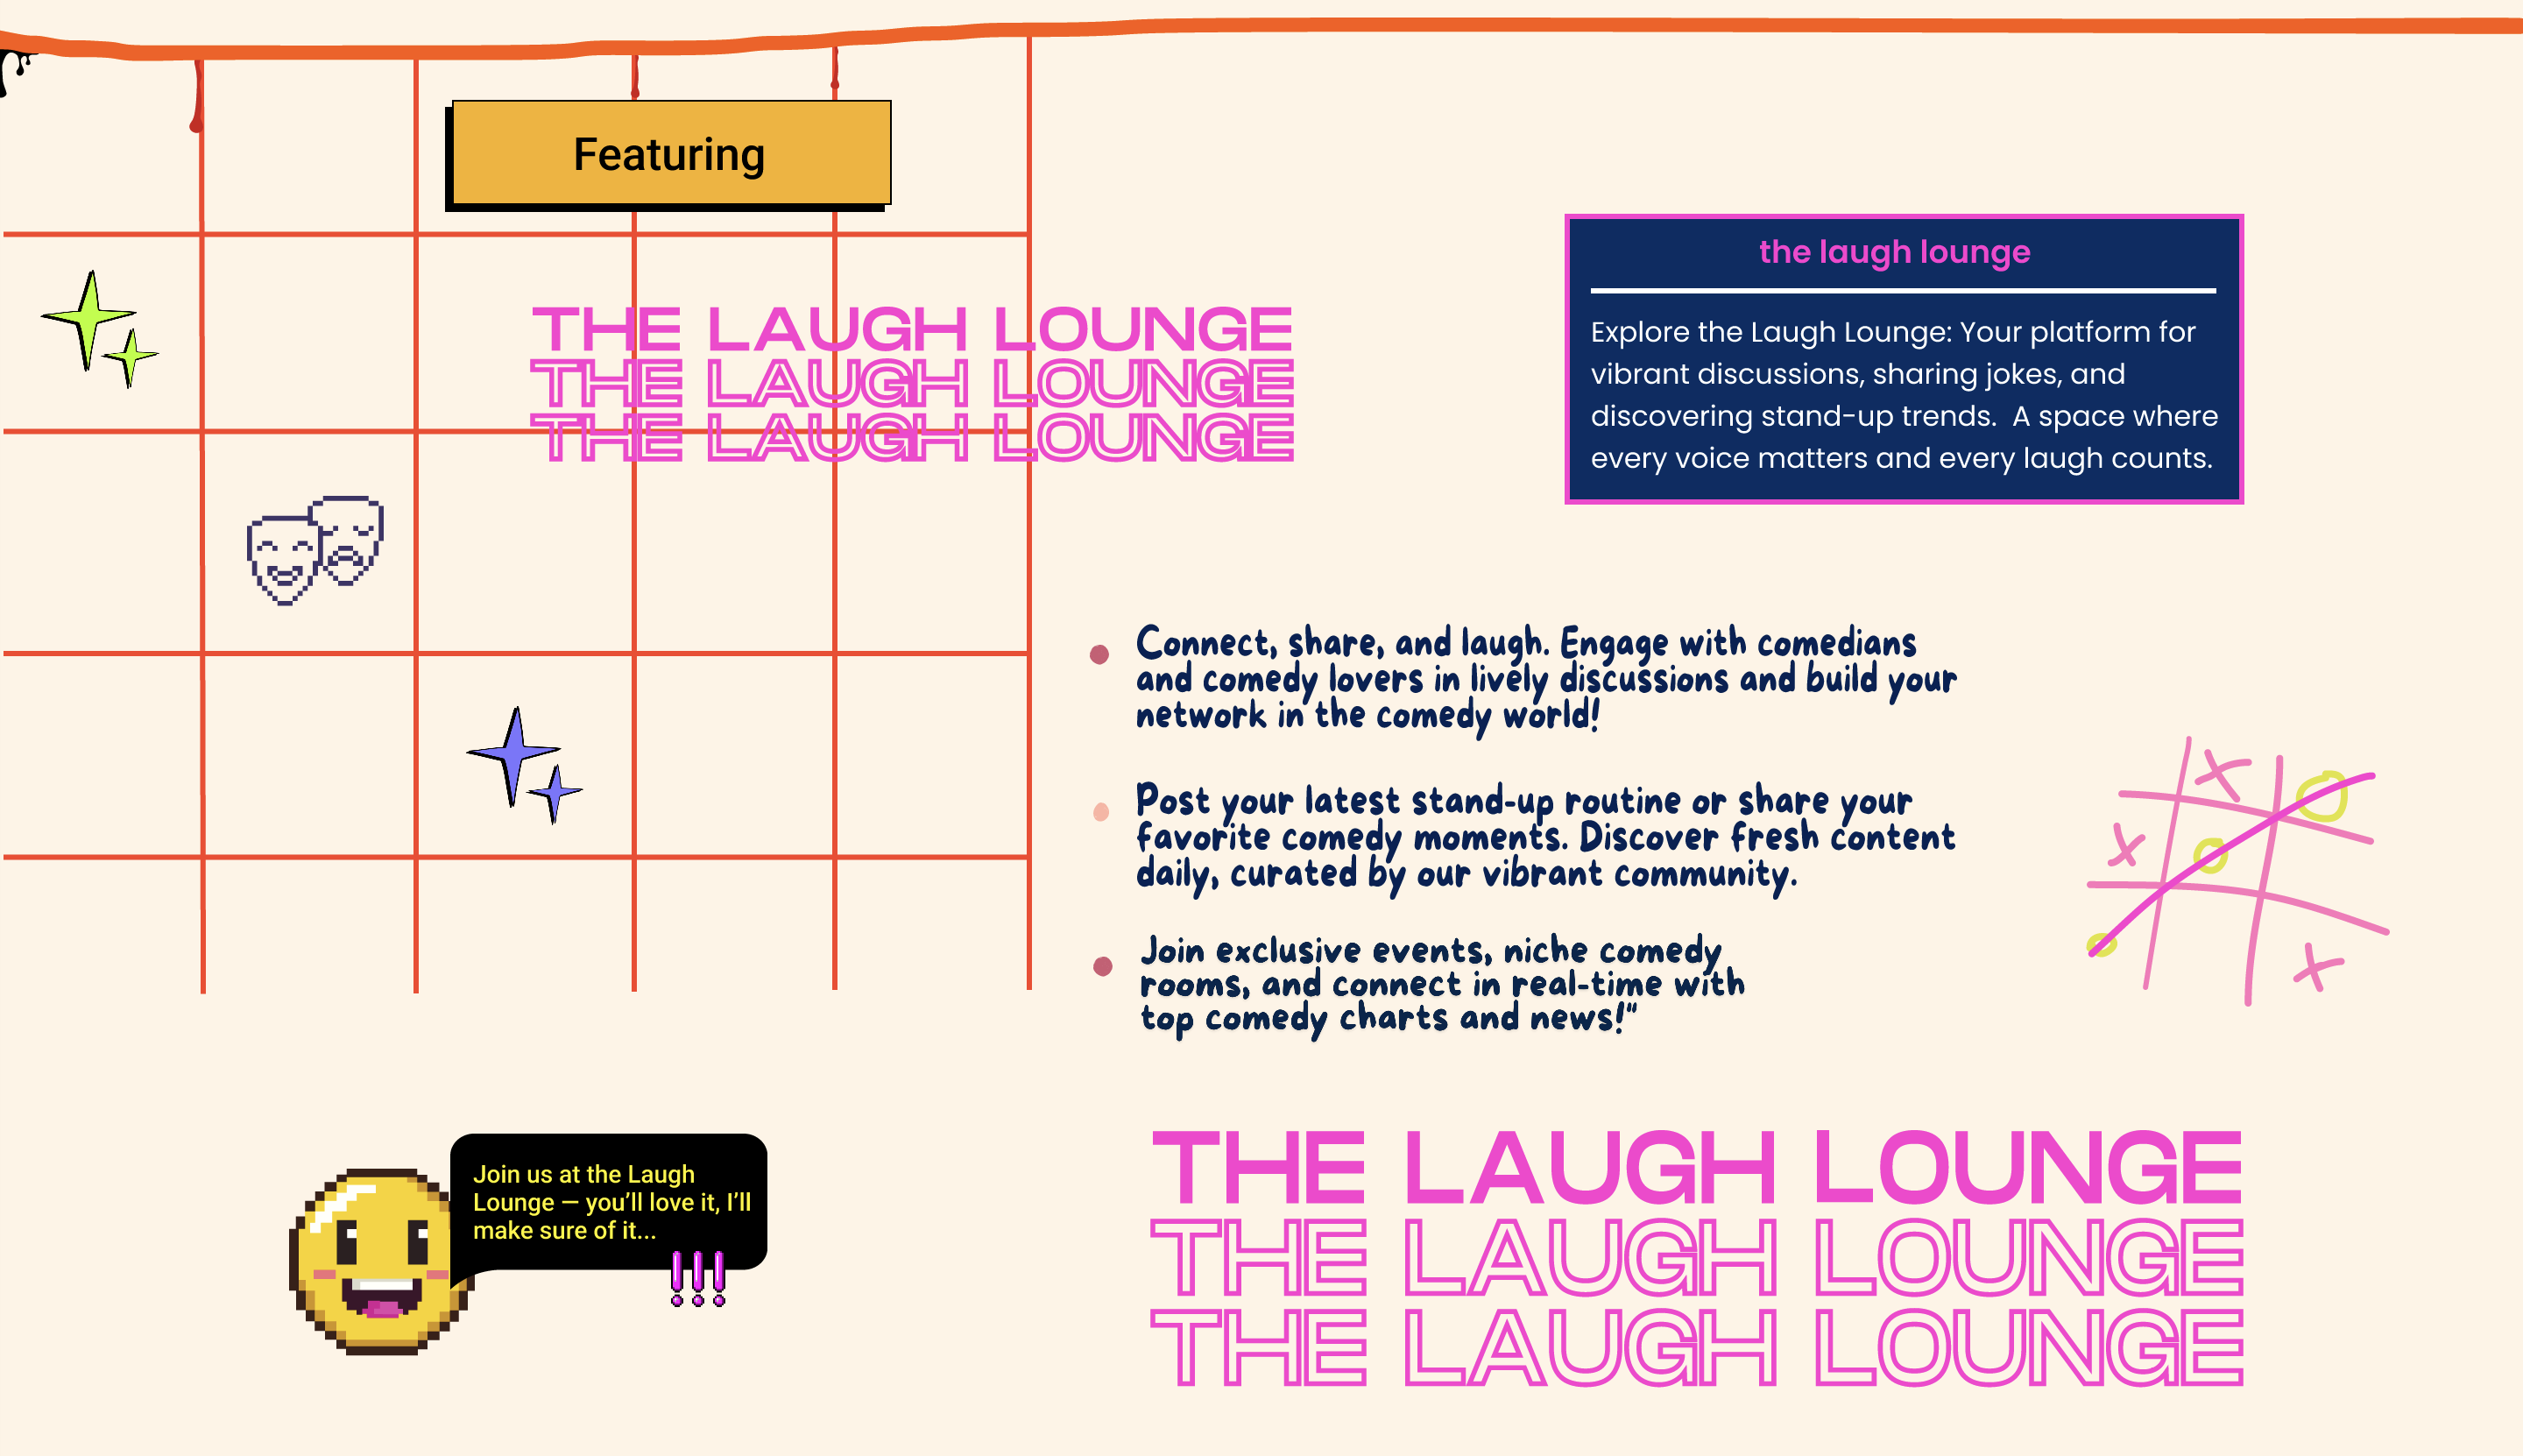 Featuring
THE LAUGH LOUNGE
THE LAUGH LOUNGE
THE LAUGH LOUNGE
the laugh lounge
Explore the Laugh Lounge: Your platform for
vibrant discussions, sharing jokes, and
discovering stand-up trends.  A space where
every voice matters and every laugh counts.
Connect, share, and laugh. Engage with comedians
and comedy lovers in lively discussions and build your
network in the comedy world!
Post your latest stand-up routine or share your
favorite comedy moments. Discover fresh content
daily, curated by our vibrant community.
Join exclusive events, niche comedy
rooms, and connect in real-time with
top comedy charts and news!"
Join us at the Laugh
Lounge — you’ll love it, I’ll
make sure of it...
!!!
THE LAUGH LOUNGE
THE LAUGH LOUNGE
THE LAUGH LOUNGE